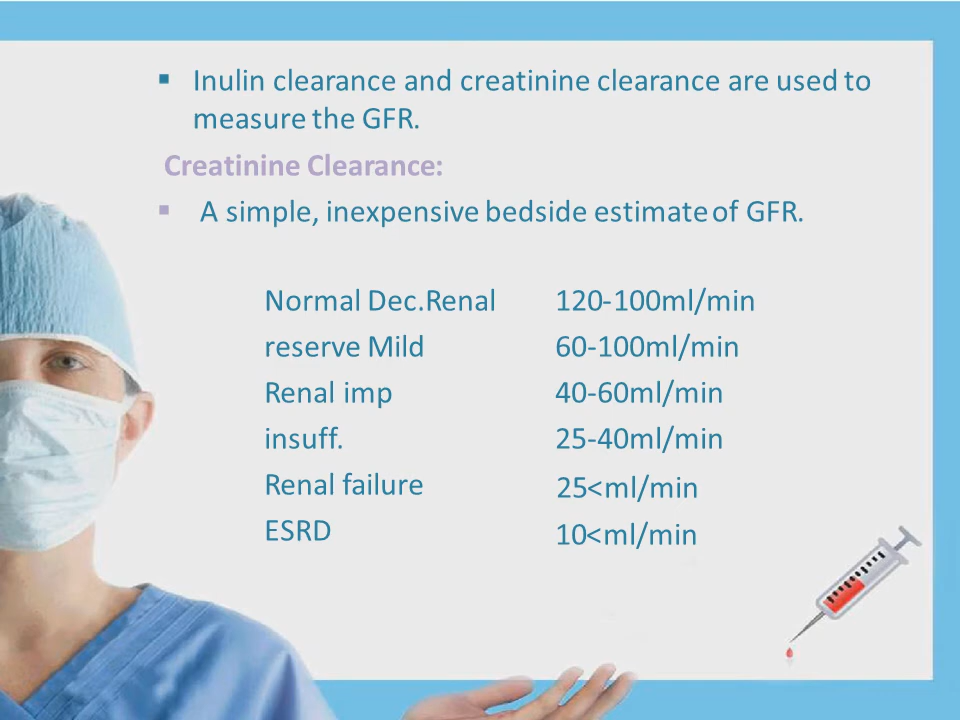 ▪ Inulin clearance and creatinine clearance are used to
measure the GFR.
Creatinine Clearance:
▪ A simple, inexpensive bedside estimate of GFR.
Normal Dec.Renal 120-100ml/min
reserve Mild 60-100ml/min
Renal imp 40-60ml/min
insuff. 25-40ml/min
Renal failure 25<ml/min
ESRD 10<ml/min